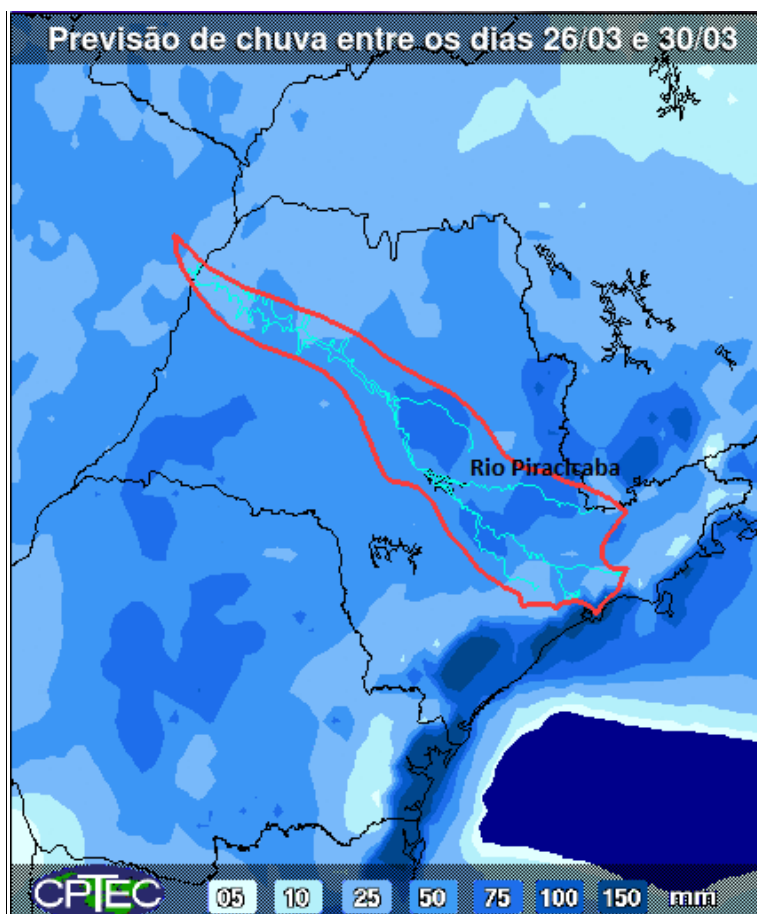 Previsão de chuva entre os dias 26/03 e 30/03
Rio Piracicaba
CPTEC 05 10 25 50 75 100 150 mm